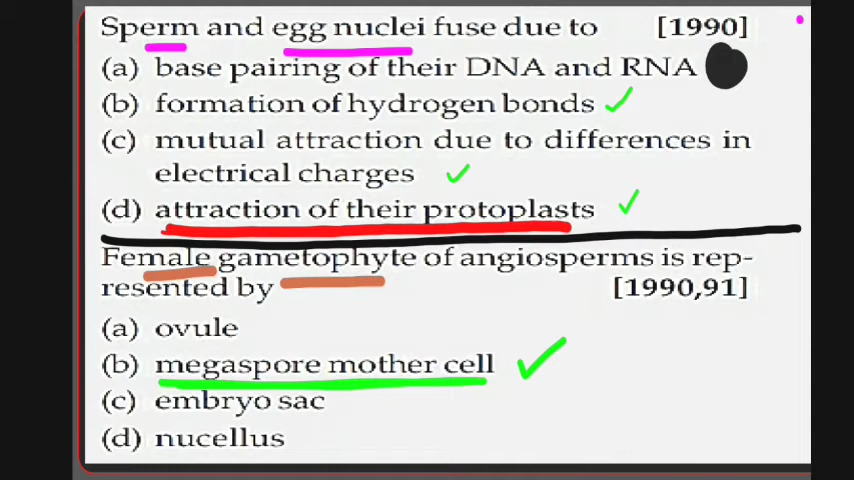 Sperm and egg nuclei fuse due to [1990]
(a) base pairing of their DNA and RNA
(b) formation of hydrogen bonds
(c) mutual attraction due to differences in
electrical charges
(d) attraction of their protoplasts
Female gametophyte of angiosperms is rep-
resented by [1990,91]
(a) ovule
(b) megaspore mother cell
(c) embryo sac
(d) nucellus